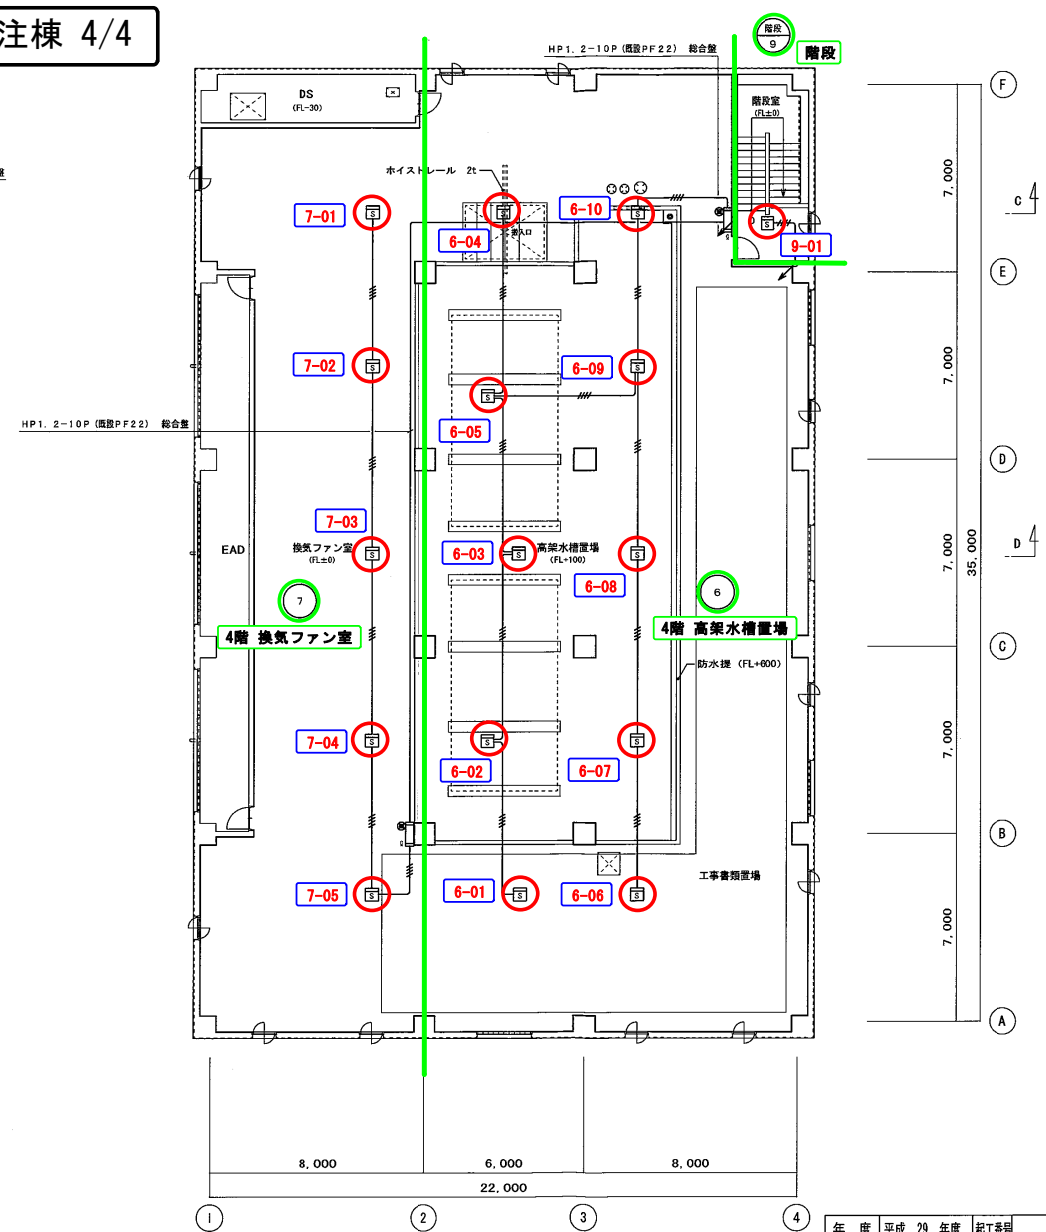 注棟 4/4
階段
9
階段
HP1. 2-10P (既設PF22) 総合盤
F
DS
(FL-30)
階段室
(FL±0)
7,000
ホイストレール 2t
C 4
7-01
6-10
6-04
搬入口
9-01
E
7-02
6-09
7,000
6-05
HP1. 2-10P (既設PF22) 総合盤
D
7-03
EAD
換気ファン室
(FL±0)
6-03
高架水槽置場
(FL+100)
6-08
7,000
35,000
D 4
7
6
4階 換気ファン室
4階 高架水槽置場
C
防水提 (FL+600)
7-04
6-02
6-07
7,000
B
工事書類置場
7-05
6-01
6-06
7,000
A
8,000
6,000
8,000
22,000
1
2
3
4
年 度 平成 29 年度